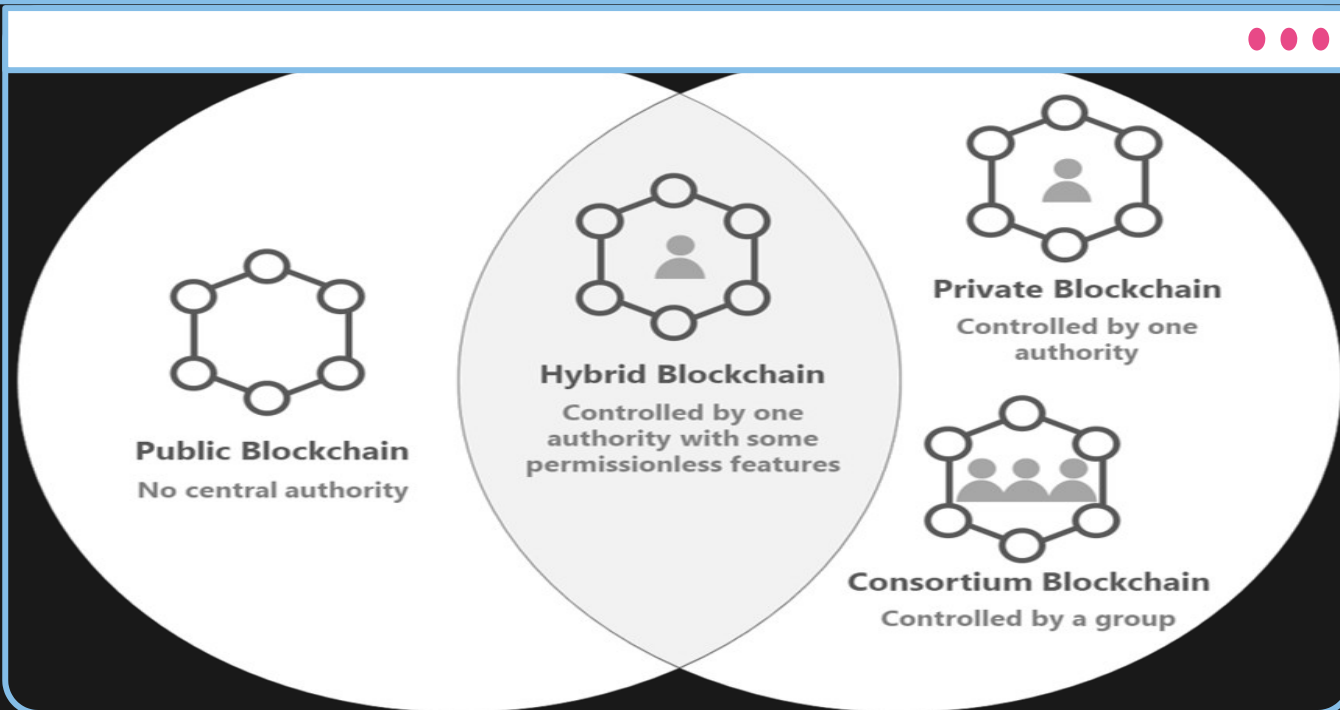 Public Blockchain
No central authority
Hybrid Blockchain
Controlled by one
authority with some
permissionless features
Private Blockchain
Controlled by one
authority
Consortium Blockchain
Controlled by a group